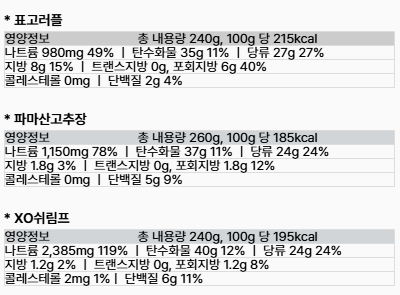 * 표고러플
영양정보 총 내용량 240g, 100g 당 215kcal
나트륨 980mg 49% | 탄수화물 35g 11% | 당류 27g 27%
지방 8g 15% | 트랜스지방 0g, 포화지방 6g 40%
콜레스테롤 0mg | 단백질 2g 4%
* 파마산고추장
영양정보 총 내용량 260g, 100g 당 185kcal
나트륨 1,150mg 78% | 탄수화물 37g 11% | 당류 24g 24%
지방 1.8g 3% | 트랜스지방 0g, 포화지방 1.8g 12%
콜레스테롤 0mg | 단백질 5g 9%
* XO쉬림프
영양정보 총 내용량 240g, 100g 당 195kcal
나트륨 2,385mg 119% | 탄수화물 40g 12% | 당류 24g 24%
지방 1.2g 2% | 트랜스지방 0g, 포화지방 1.2g 8%
콜레스테롤 2mg 1% | 단백질 6g 11%